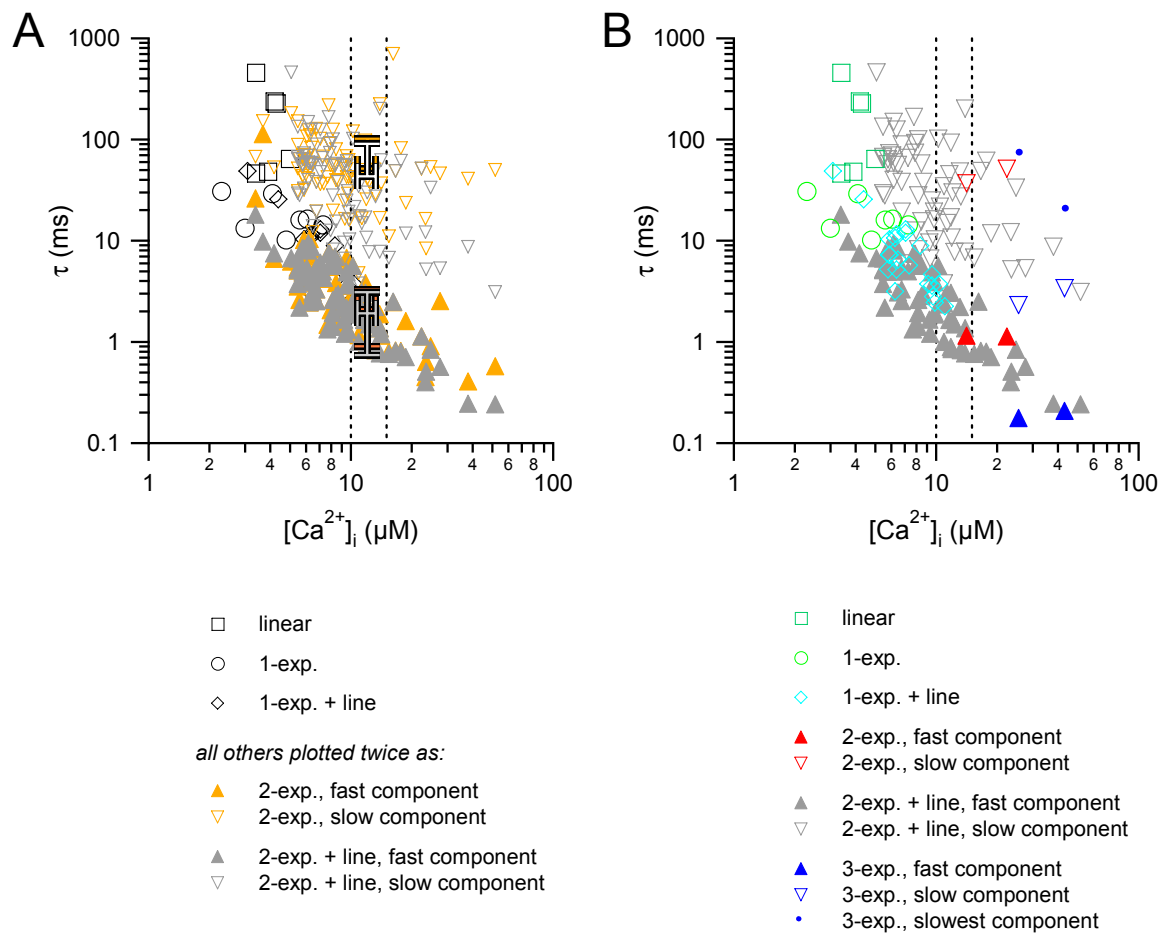 A
B
τ (ms)
1000
100
10
1
0.1
1
2
4
6
8
10
2
4
6
8
100
[Ca²⁺]ᵢ (µM)
τ (ms)
1000
100
10
1
0.1
1
2
4
6
8
10
2
4
6
8
100
[Ca²⁺]ᵢ (µM)
linear
1-exp.
1-exp. + line
all others plotted twice as:
2-exp., fast component
2-exp., slow component
2-exp. + line, fast component
2-exp. + line, slow component
linear
1-exp.
1-exp. + line
2-exp., fast component
2-exp., slow component
2-exp. + line, fast component
2-exp. + line, slow component
3-exp., fast component
3-exp., slow component
3-exp., slowest component